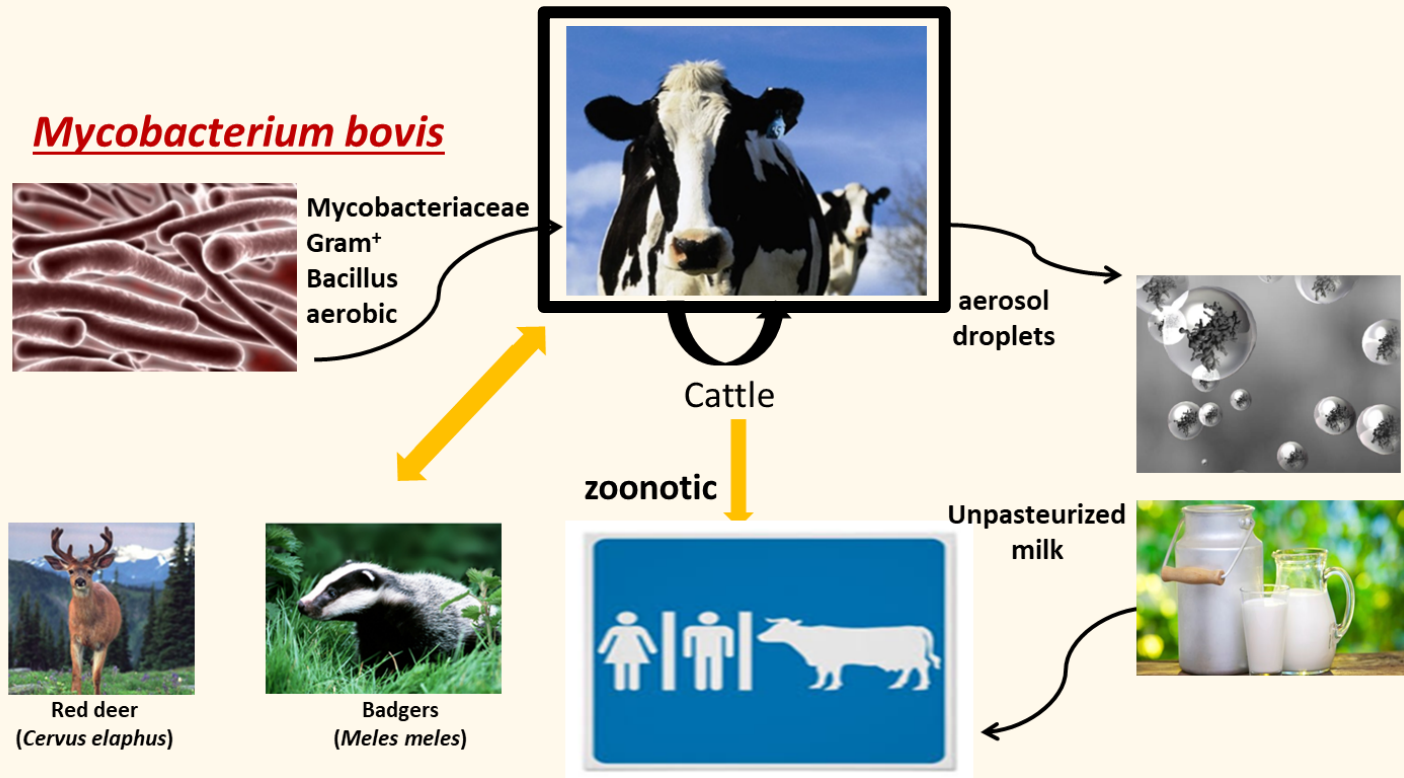 Mycobacterium bovis
Mycobacteriaceae
Gram⁺
Bacillus
aerobic
aerosol
droplets
Cattle
zoonotic
Unpasteurized
milk
Red deer
(Cervus elaphus)
Badgers
(Meles meles)